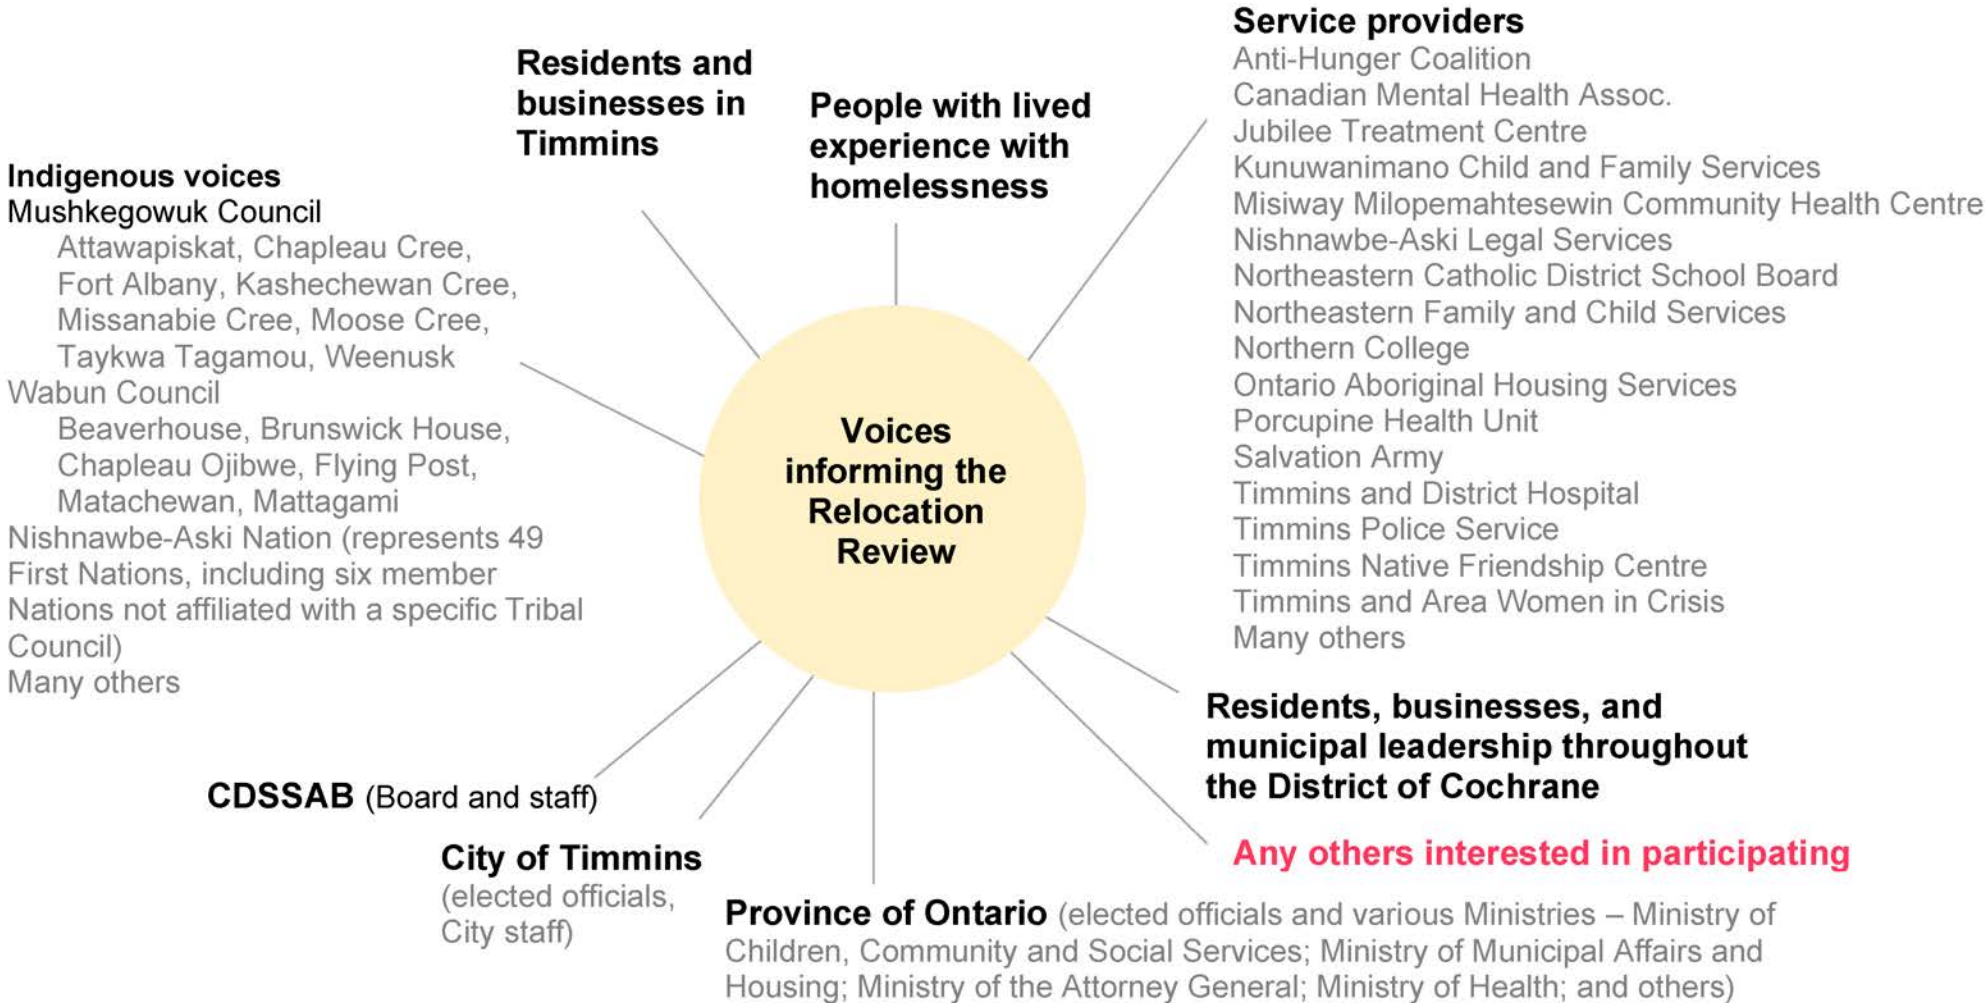 Service providers
Anti-Hunger Coalition
Canadian Mental Health Assoc.
Jubilee Treatment Centre
Kunuwanimano Child and Family Services
Misiway Milopemahtesewin Community Health Centre
Nishnawbe-Aski Legal Services
Northeastern Catholic District School Board
Northeastern Family and Child Services
Northern College
Ontario Aboriginal Housing Services
Porcupine Health Unit
Salvation Army
Timmins and District Hospital
Timmins Police Service
Timmins Native Friendship Centre
Timmins and Area Women in Crisis
Many others
Residents and
businesses in
Timmins
People with lived
experience with
homelessness
Indigenous voices
Mushkegowuk Council
Attawapiskat, Chapleau Cree,
Fort Albany, Kashechewan Cree,
Missanabie Cree, Moose Cree,
Taykwa Tagamou, Weenusk
Wabun Council
Beaverhouse, Brunswick House,
Chapleau Ojibwe, Flying Post,
Matachewan, Mattagami
Nishnawbe-Aski Nation (represents 49
First Nations, including six member
Nations not affiliated with a specific Tribal
Council)
Many others
Voices
informing the
Relocation
Review
Residents, businesses, and
municipal leadership throughout
the District of Cochrane
CDSSAB (Board and staff)
City of Timmins
(elected officials,
City staff)
Any others interested in participating
Province of Ontario (elected officials and various Ministries – Ministry of
Children, Community and Social Services; Ministry of Municipal Affairs and
Housing; Ministry of the Attorney General; Ministry of Health; and others)